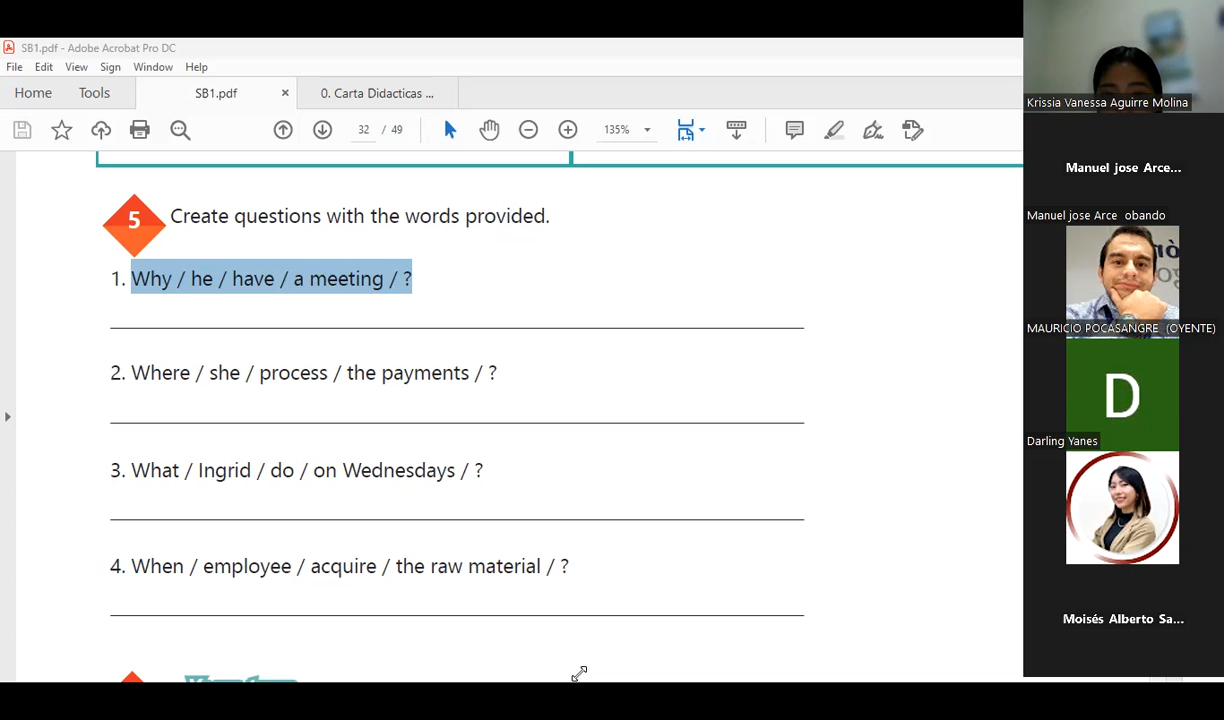 SB1.pdf - Adobe Acrobat Pro DC
File Edit View Sign Window Help
Home Tools SB1.pdf × 0. Carta Didacticas ...
32 / 49 135%
5 Create questions with the words provided.
1. Why / he / have / a meeting / ?
2. Where / she / process / the payments / ?
3. What / Ingrid / do / on Wednesdays / ?
4. When / employee / acquire / the raw material / ?
Krissia Vanessa Aguirre Molina
Manuel jose Arce...
Manuel jose Arce obando
MAURICIO POCASANGRE (OYENTE)
D
Darling Yanes
Moisés Alberto Sa...